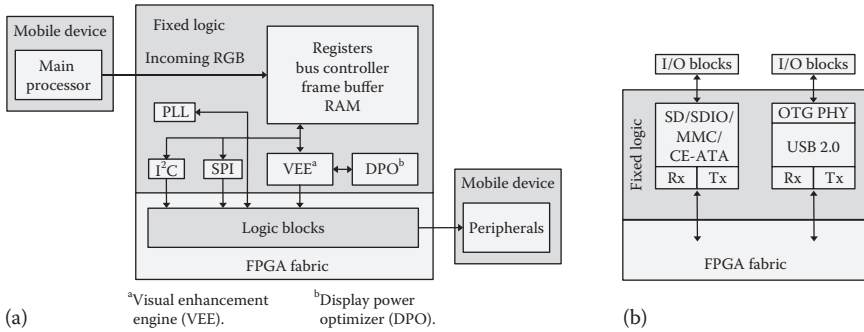 Mobile device
Main
processor
Fixed logic
Incoming RGB
Registers
bus controller
frame buffer
RAM
PLL
I²C
SPI
VEEᵃ
DPOᵇ
Logic blocks
FPGA fabric
Mobile device
Peripherals
ᵃVisual enhancement
engine (VEE).
ᵇDisplay power
optimizer (DPO).
(a)
I/O blocks
I/O blocks
Fixed logic
SD/SDIO/
MMC/
CE-ATA
Rx
Tx
OTG PHY
USB 2.0
Rx
Tx
FPGA fabric
(b)